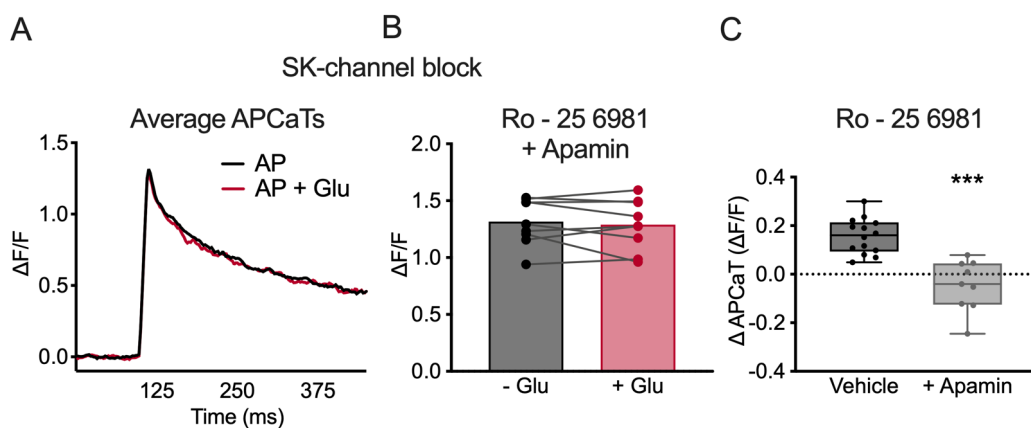 A
B
C
SK-channel block
Average APCaTs
AP
AP + Glu
ΔF/F
1.5
1.0
0.5
0.0
125
250
375
Time (ms)
Ro - 25 6981
+ Apamin
ΔF/F
2.0
1.5
1.0
0.5
0.0
- Glu
+ Glu
Ro - 25 6981
***
Δ APCaT (ΔF/F)
0.4
0.2
0.0
-0.2
-0.4
Vehicle
+ Apamin